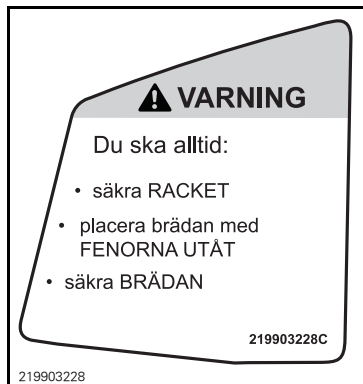 ⚠ VARNING
Du ska alltid:
• säkra RACKET
• placera brädan med
FENORNA UTÅT
• säkra BRÄDAN
219903228C
219903228